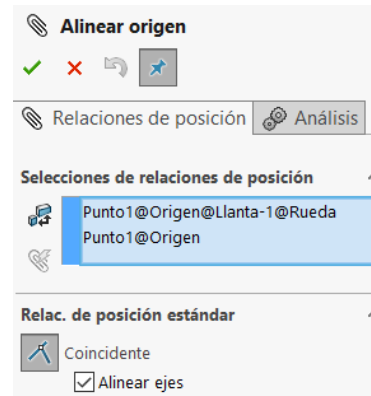 Alinear origen
Relaciones de posición Análisis
Selecciones de relaciones de posición
Punto1@Origen@Llanta-1@Rueda
Punto1@Origen
Relac. de posición estándar
Coincidente
Alinear ejes